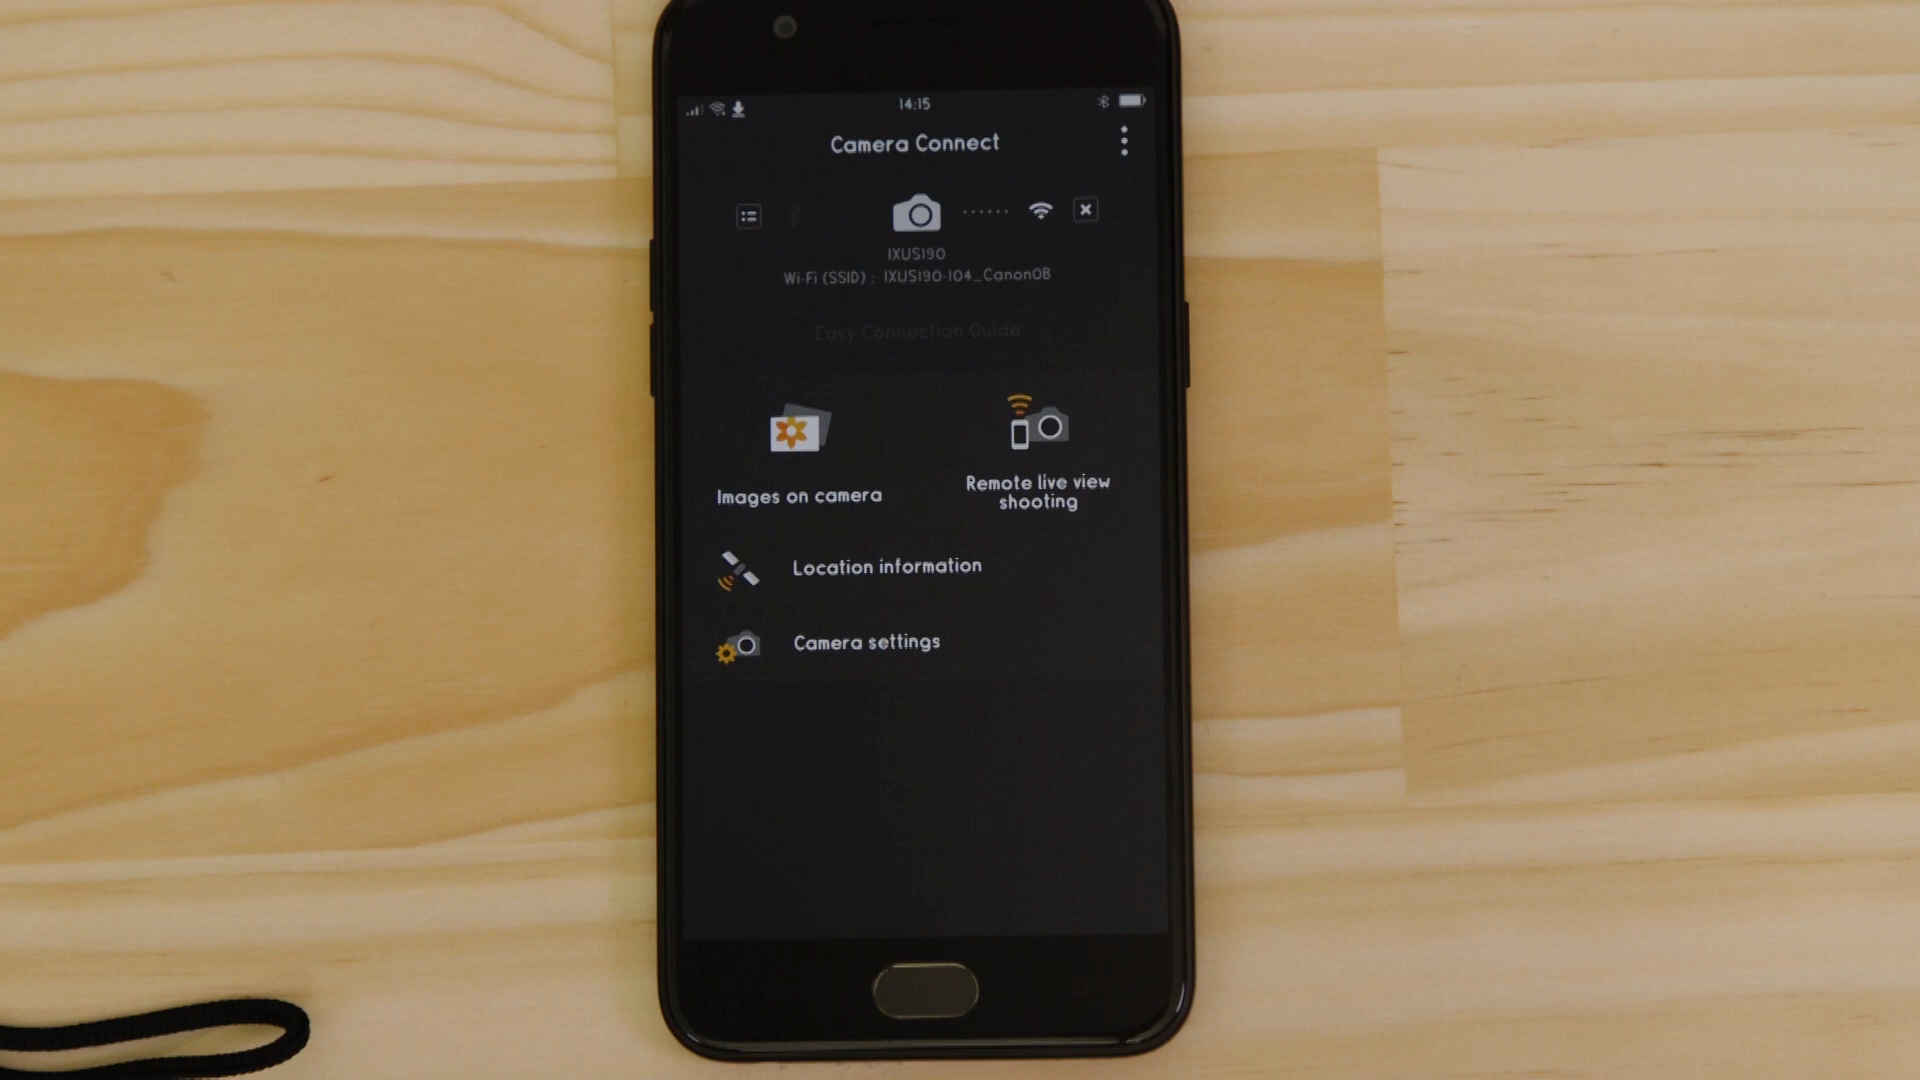 14:15
Camera Connect
IXUS190
Wi-Fi (SSID) : IXUS190-104_Canon0B
Easy Connection Guide
Images on camera
Remote live view
shooting
Location information
Camera settings